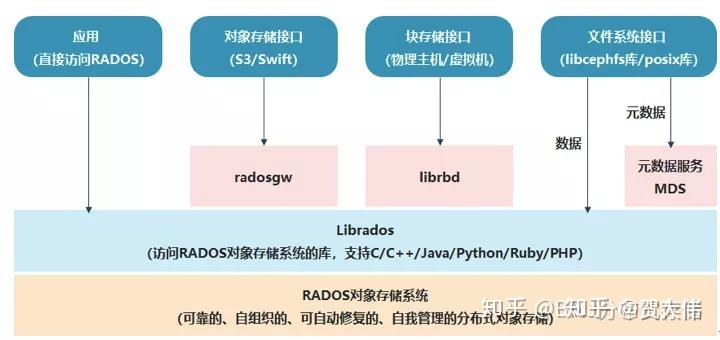 应用
(直接访问RADOS)
对象存储接口
(S3/Swift)
块存储接口
(物理主机/虚拟机)
文件系统接口
(libcephfs库/posix库)
数据
元数据
radosgw
librbd
元数据服务
MDS
Librados
(访问RADOS对象存储系统的库，支持C/C++/Java/Python/Ruby/PHP)
RADOS对象存储系统
(可靠的、自组织的、可自动修复的、自我管理的分布式对象存储)
知乎 @贺大伟